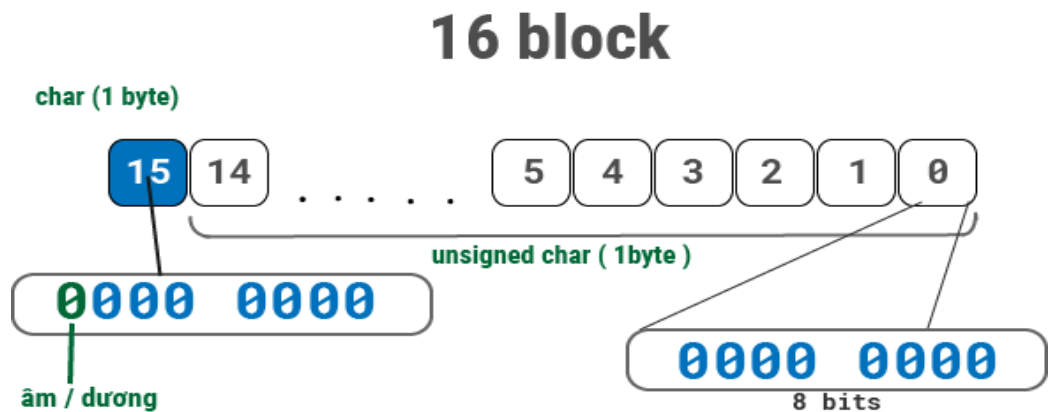 16 block
char (1 byte)
15 14 . . . . . 5 4 3 2 1 0
unsigned char ( 1byte )
0000 0000
0000 0000
âm / dương
8 bits